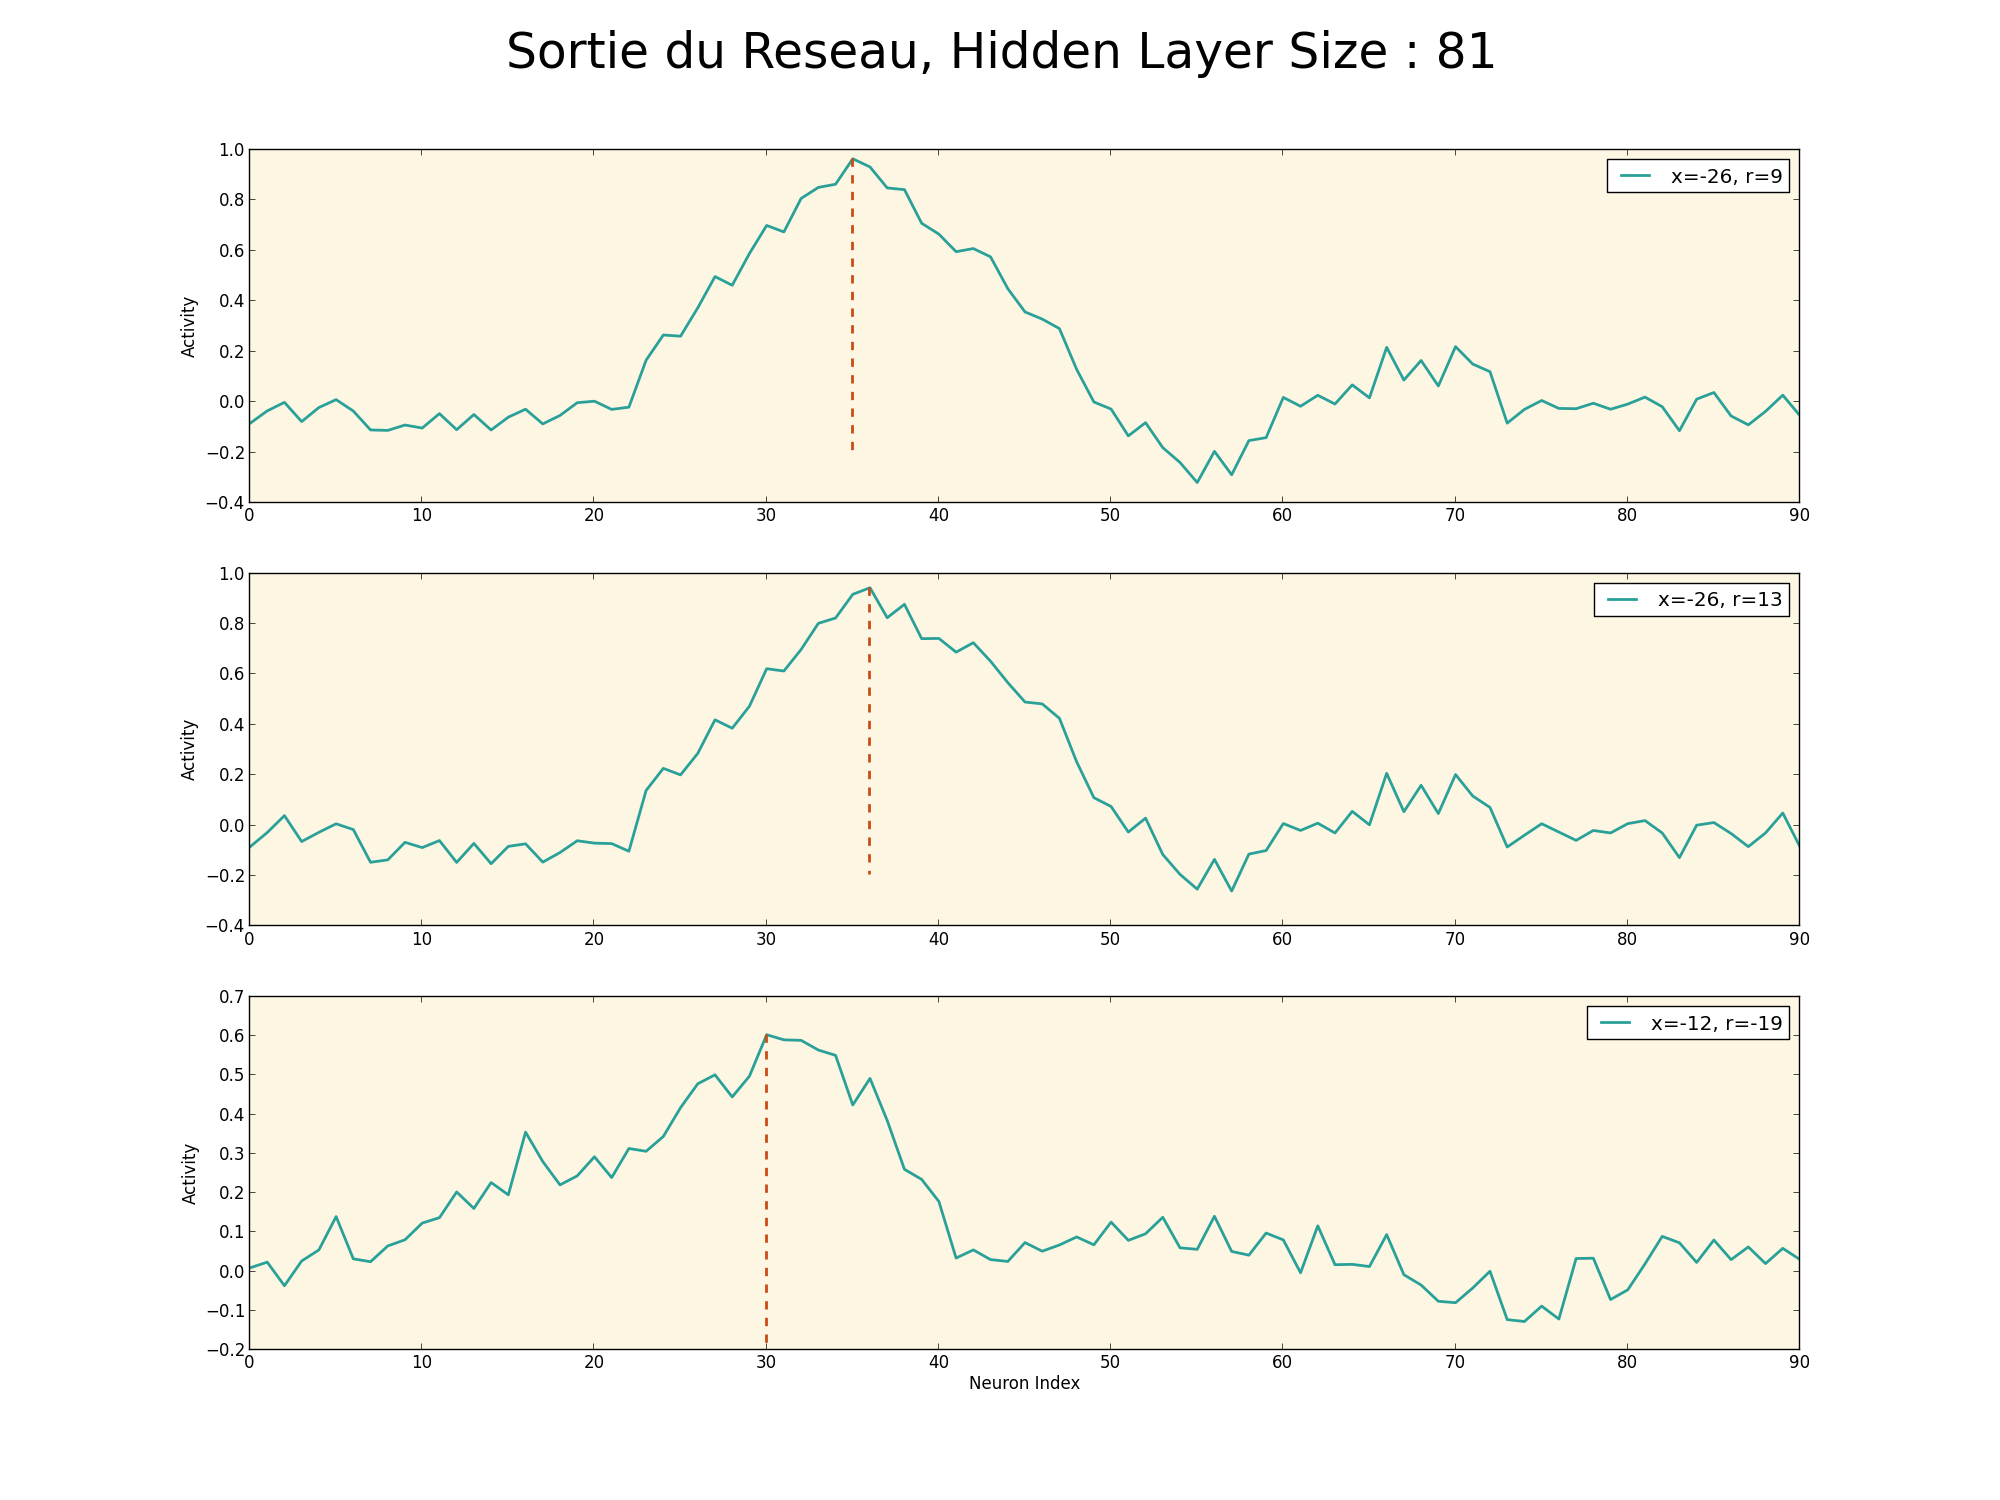 Sortie du Reseau, Hidden Layer Size : 81
1.0
0.8
0.6
0.4
0.2
0.0
−0.2
−0.4
Activity
x=-26, r=9
0 10 20 30 40 50 60 70 80 90
1.0
0.8
0.6
0.4
0.2
0.0
−0.2
−0.4
Activity
x=-26, r=13
0 10 20 30 40 50 60 70 80 90
0.7
0.6
0.5
0.4
0.3
0.2
0.1
0.0
−0.1
−0.2
Activity
x=-12, r=-19
0 10 20 30 40 50 60 70 80 90
Neuron Index